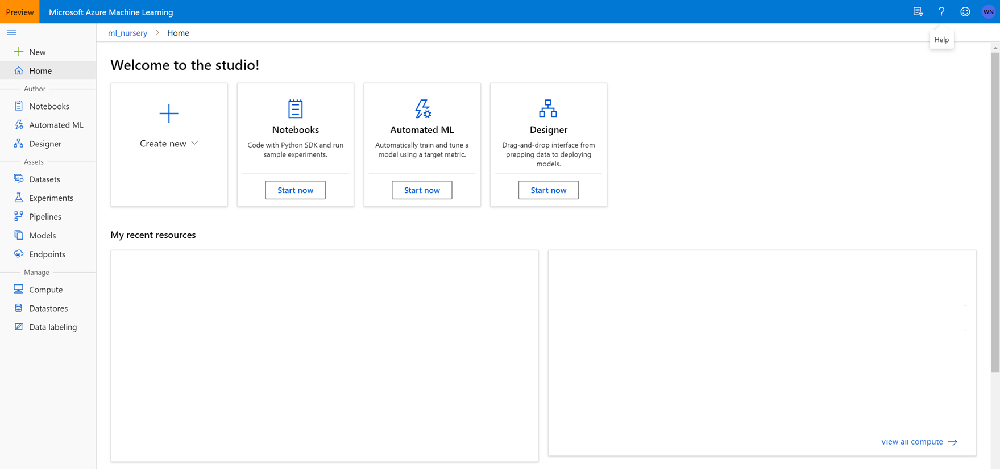 Preview
Microsoft Azure Machine Learning
WN
ml_nursery > Home
Help
New
Home
Author
Notebooks
Automated ML
Designer
Assets
Datasets
Experiments
Pipelines
Models
Endpoints
Manage
Compute
Datastores
Data labeling
Welcome to the studio!
Create new
Notebooks
Code with Python SDK and run
sample experiments.
Start now
Automated ML
Automatically train and tune a
model using a target metric.
Start now
Designer
Drag-and-drop interface from
prepping data to deploying
models.
Start now
My recent resources
View all compute